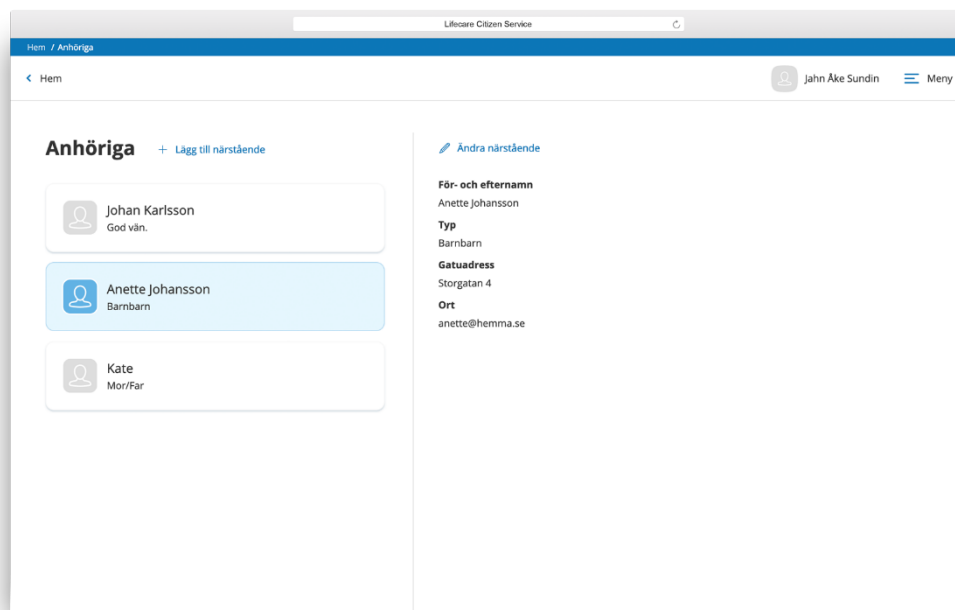 Lifecare Citizen Service
Hem / Anhöriga
Hem
Jahn Åke Sundin
Meny
Anhöriga
Lägg till närstående
Johan Karlsson
God vän.
Anette Johansson
Barnbarn
Kate
Mor/Far
Ändra närstående
För- och efternamn
Anette Johansson
Typ
Barnbarn
Gatuadress
Storgatan 4
Ort
anette@hemma.se